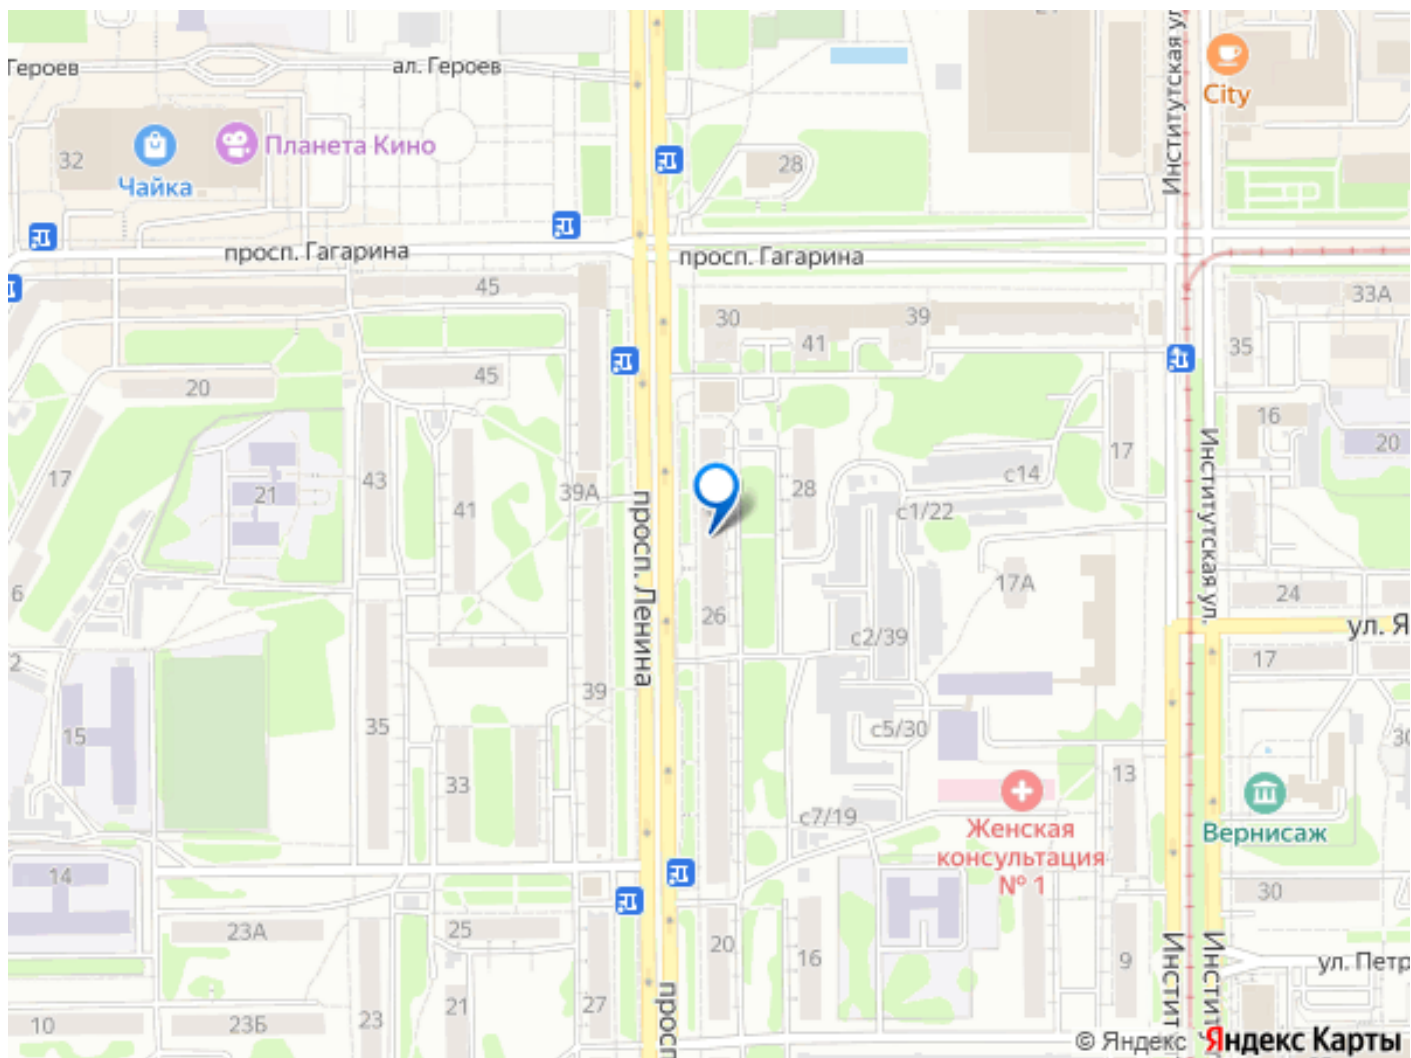 Героев
ал. Героев
Институтская ул.
City
32
Чайка
Планета Кино
28
просп. Гагарина
просп. Гагарина
45
30
39
41
33А
35
45
20
17
43
41
21
39А
28
с14
17
16
20
с1/22
просп. Ленина
Институтская ул.
6
17А
24
26
с2/39
ул. Я
17
2
39
15
35
33
с5/30
30
13
Вернисаж
с7/19
Женская
консультация
№ 1
14
30
23А
25
20
16
9
ул. Петр
Инстит
Инстит
10
23Б
23
21
27
просп
© Яндекс
Яндекс Карты